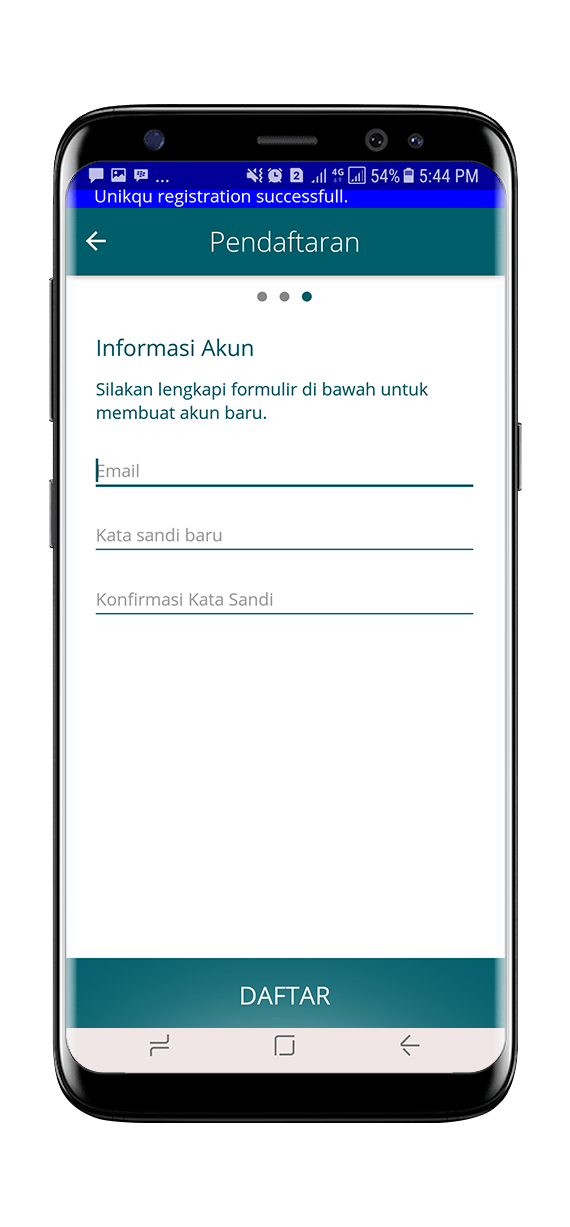 ... 2 4G 54% 5:44 PM
Unikqu registration successfull.
Pendaftaran
Informasi Akun
Silakan lengkapi formulir di bawah untuk
membuat akun baru.
Email
Kata sandi baru
Konfirmasi Kata Sandi
DAFTAR